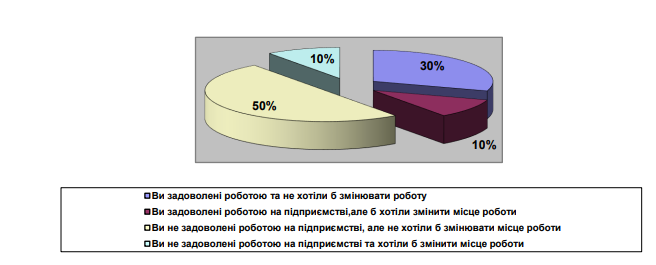 10%
30%
50%
10%
Ви задоволені роботою та не хотіли б змінювати роботу
Ви задоволені роботою на підприємстві,але б хотіли змінити місце роботи
Ви не задоволені роботою на підприємстві, але не хотіли б змінювати місце роботи
Ви не задоволені роботою на підприємстві та хотіли б змінити місце роботи